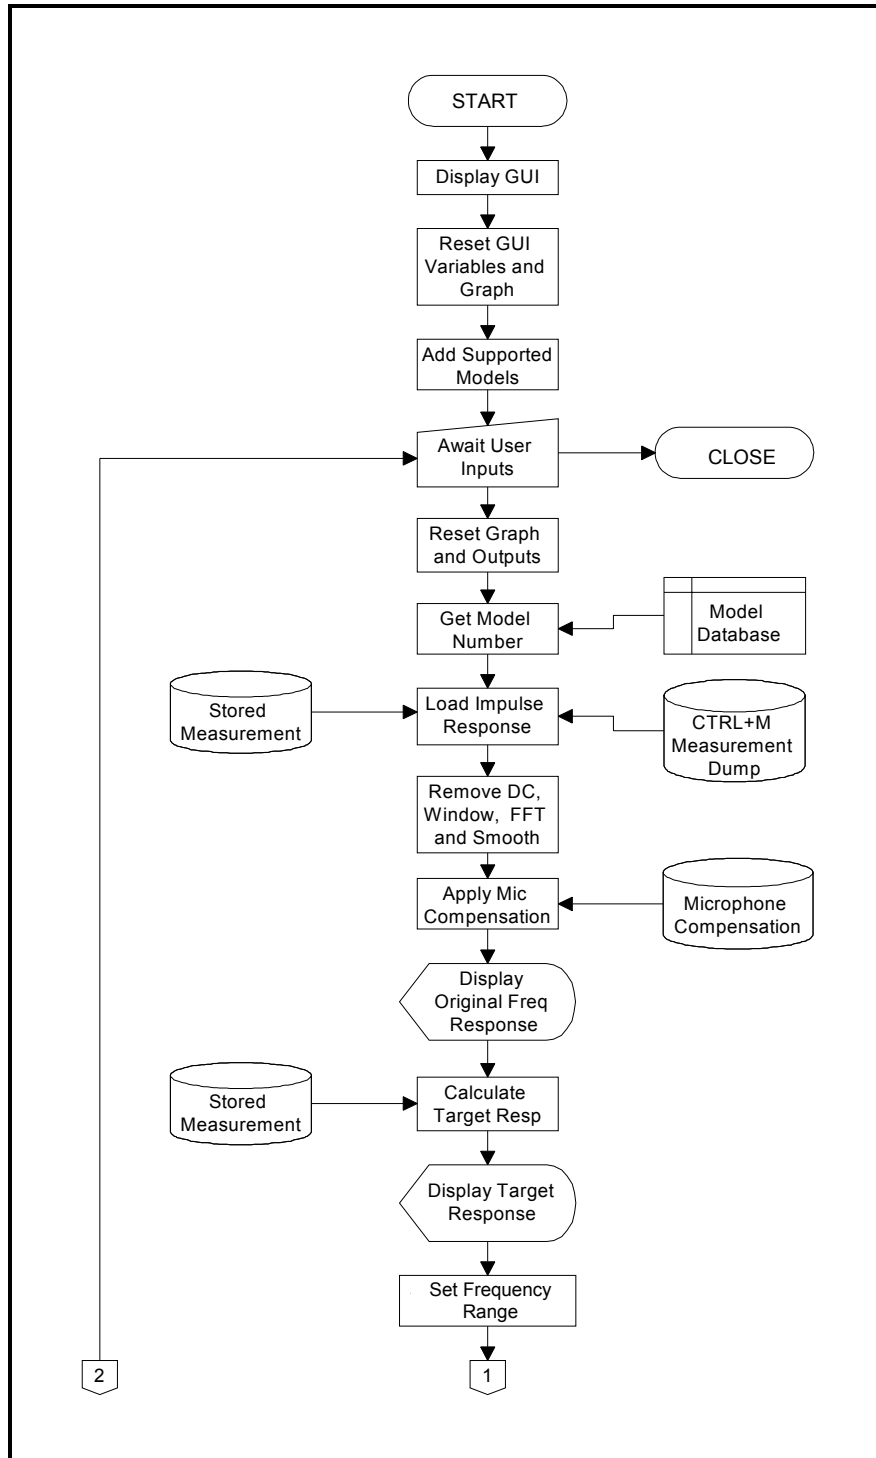 START
Display GUI
Reset GUI
Variables and
Graph
Add Supported
Models
Await User
Inputs
CLOSE
Reset Graph
and Outputs
Get Model
Number
Model
Database
Stored
Measurement
Load Impulse
Response
CTRL+M
Measurement
Dump
Remove DC,
Window, FFT
and Smooth
Apply Mic
Compensation
Microphone
Compensation
Display
Original Freq
Response
Stored
Measurement
Calculate
Target Resp
Display Target
Response
Set Frequency
Range
2
1